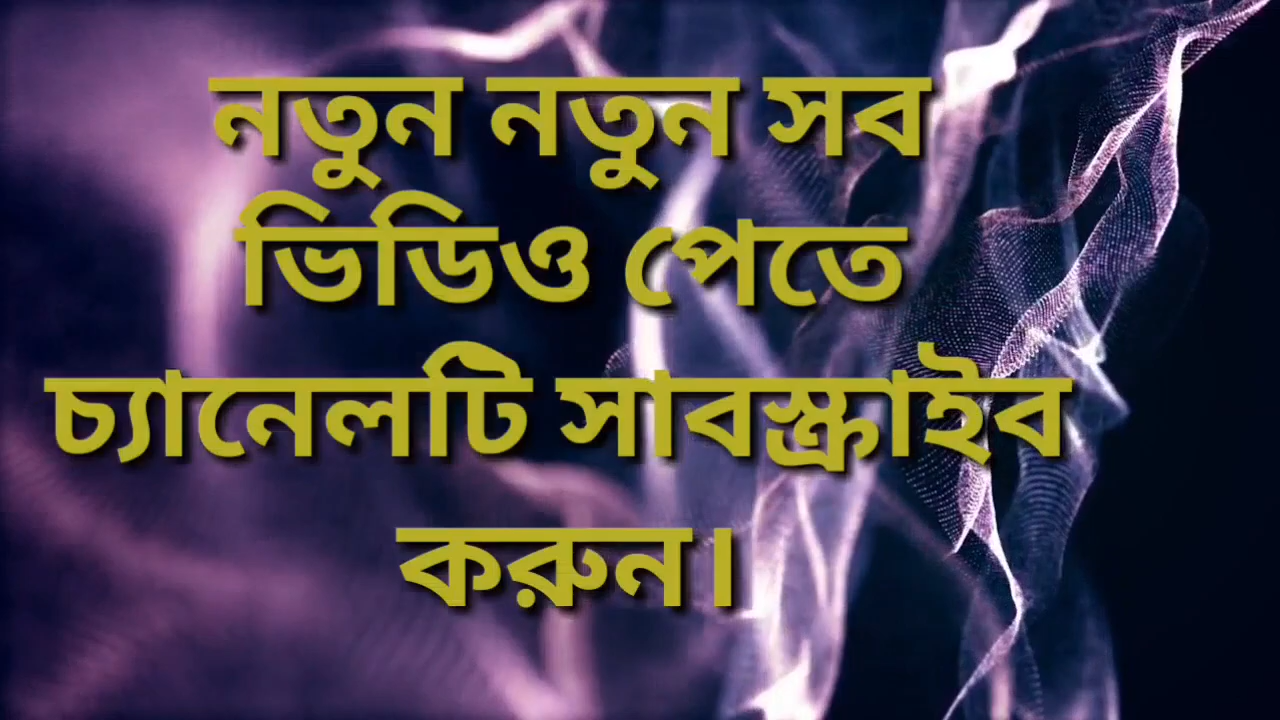 নতুন নতুন সব
ভিডিও পেতে
চ্যানেলটি সাবস্ক্রাইব
করুন।